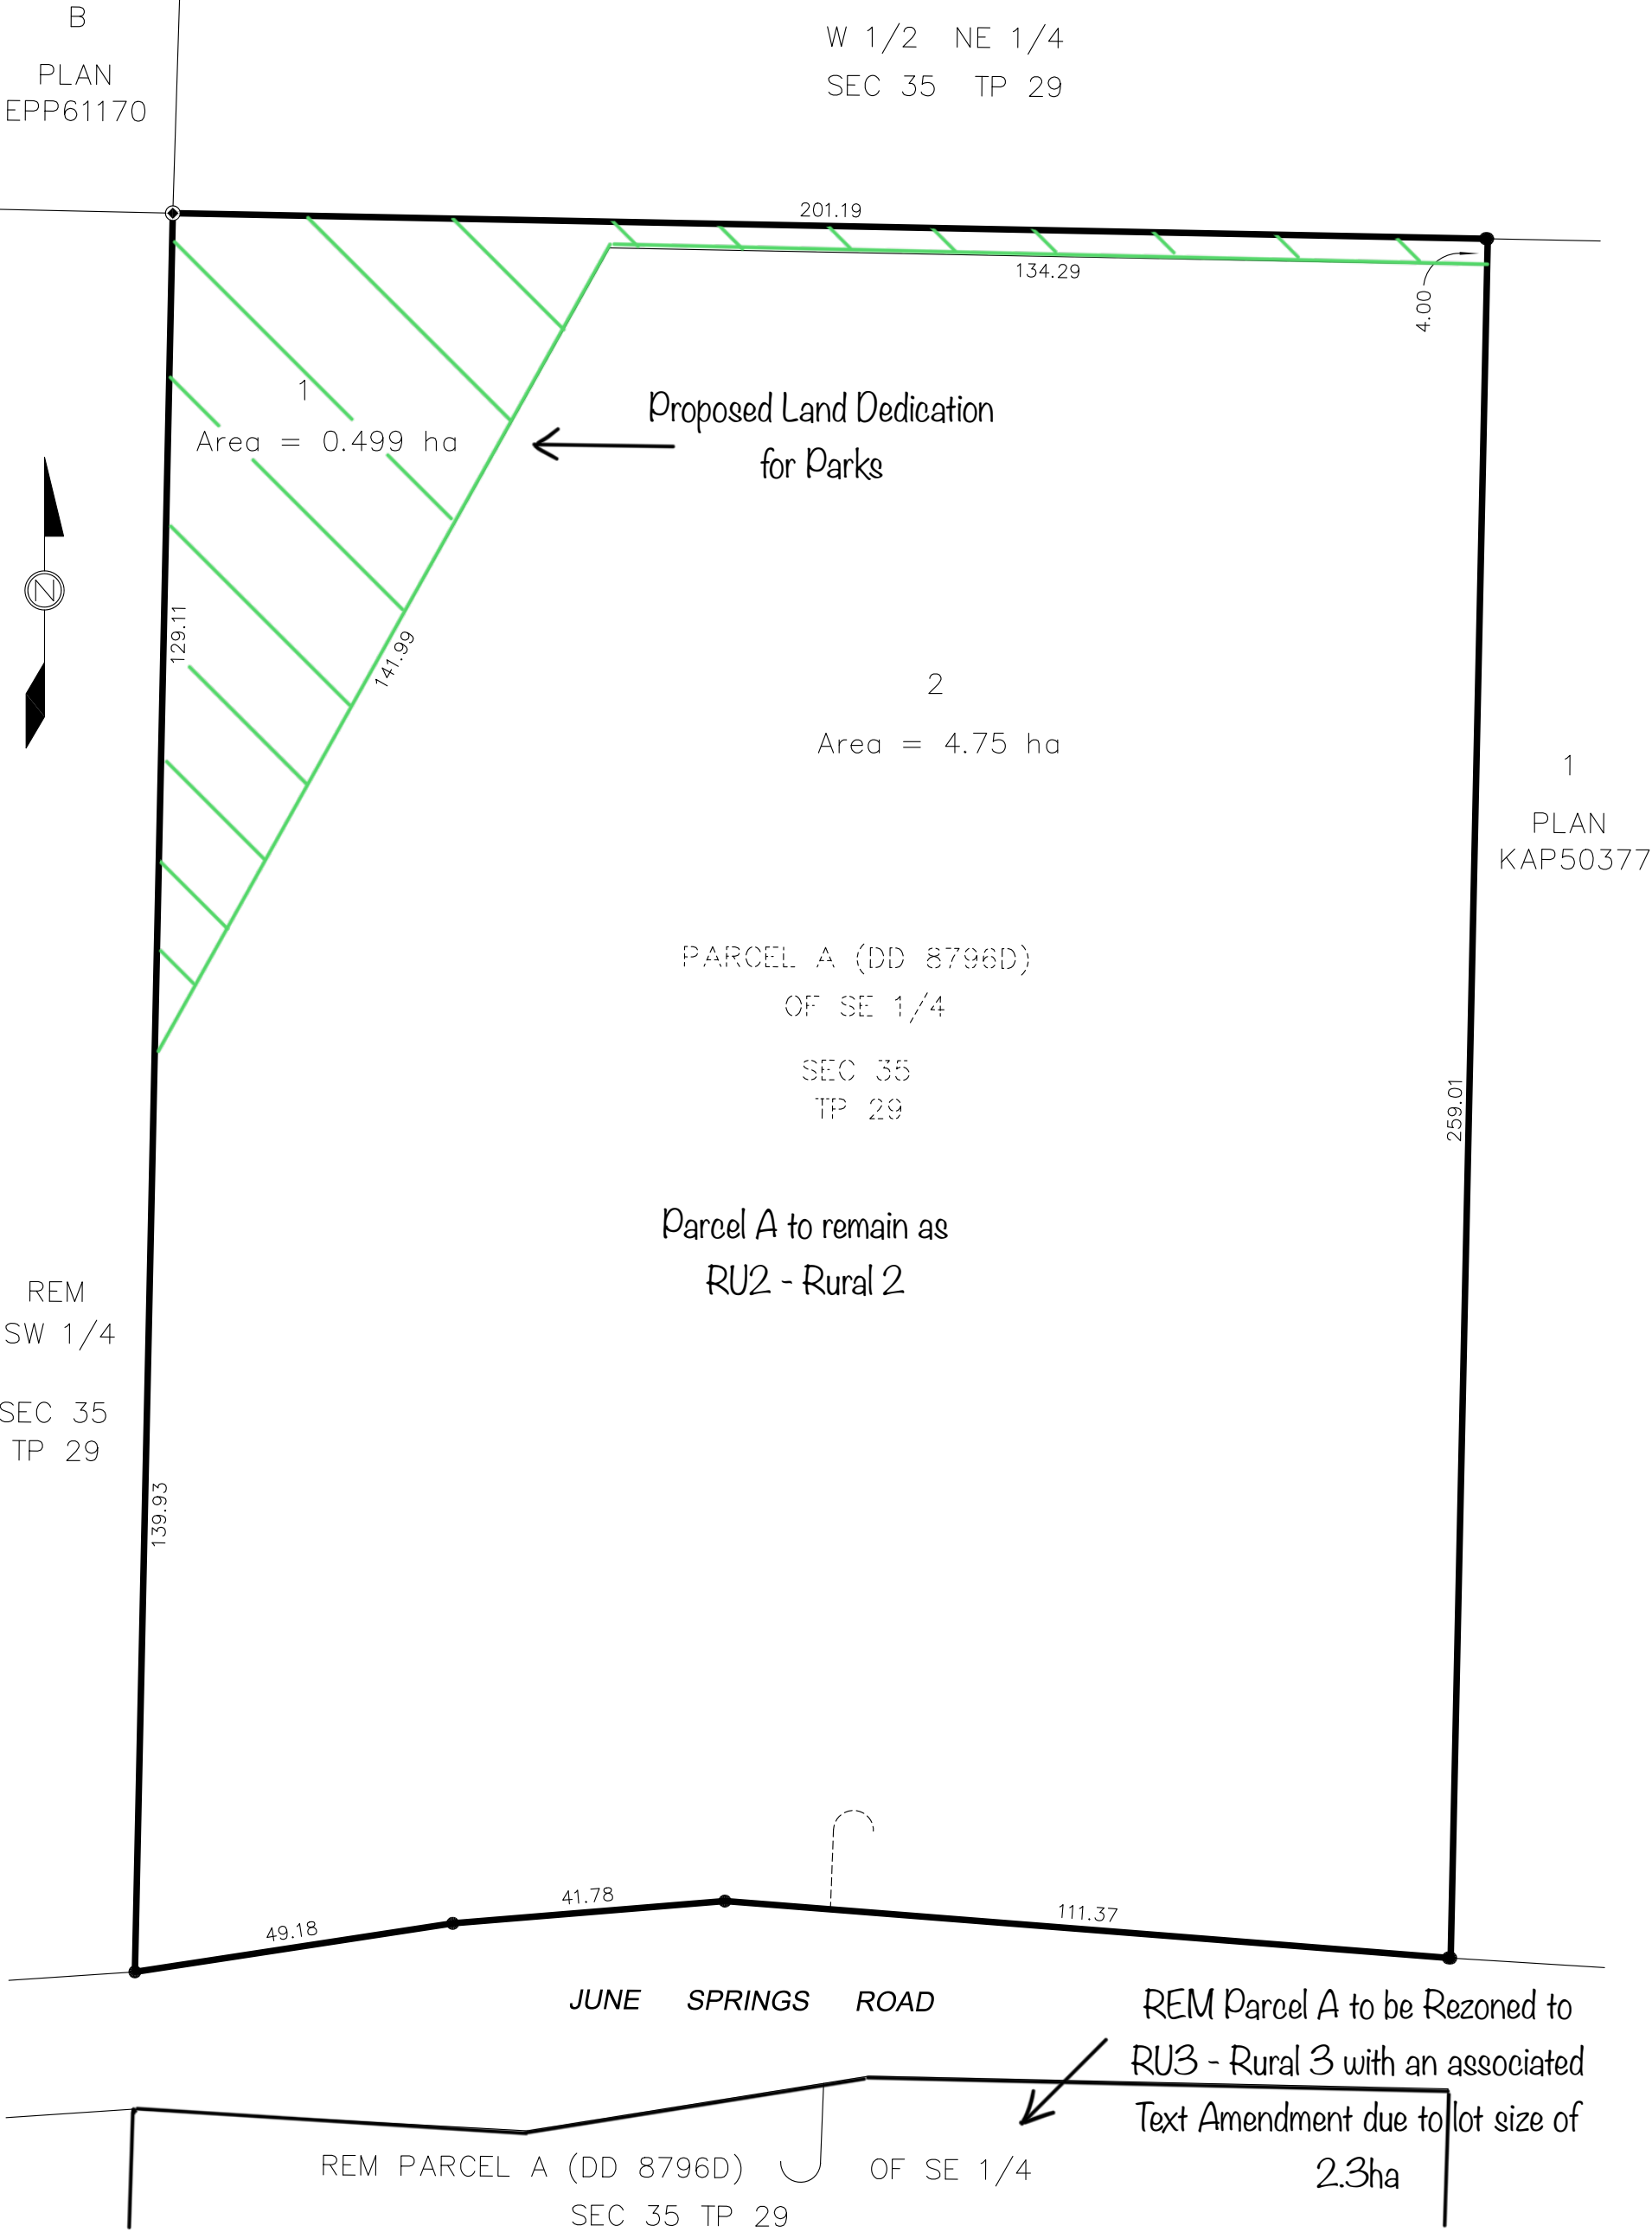 B
PLAN
EPP61170
W 1/2 NE 1/4
SEC 35 TP 29
201.19
134.29
4.00
1
Area = 0.499 ha
Proposed Land Dedication
for Parks
N
129.11
141.99
2
Area = 4.75 ha
1
PLAN
KAP50377
PARCEL A (DD 8796D)
OF SE 1/4
SEC 35
TP 29
259.01
Parcel A to remain as
RU2 - Rural 2
REM
SW 1/4
SEC 35
TP 29
139.93
49.18
41.78
111.37
JUNE SPRINGS ROAD
REM Parcel A to be Rezoned to
RU3 - Rural 3 with an associated
Text Amendment due to lot size of
2.3ha
REM PARCEL A (DD 8796D) OF SE 1/4
SEC 35 TP 29